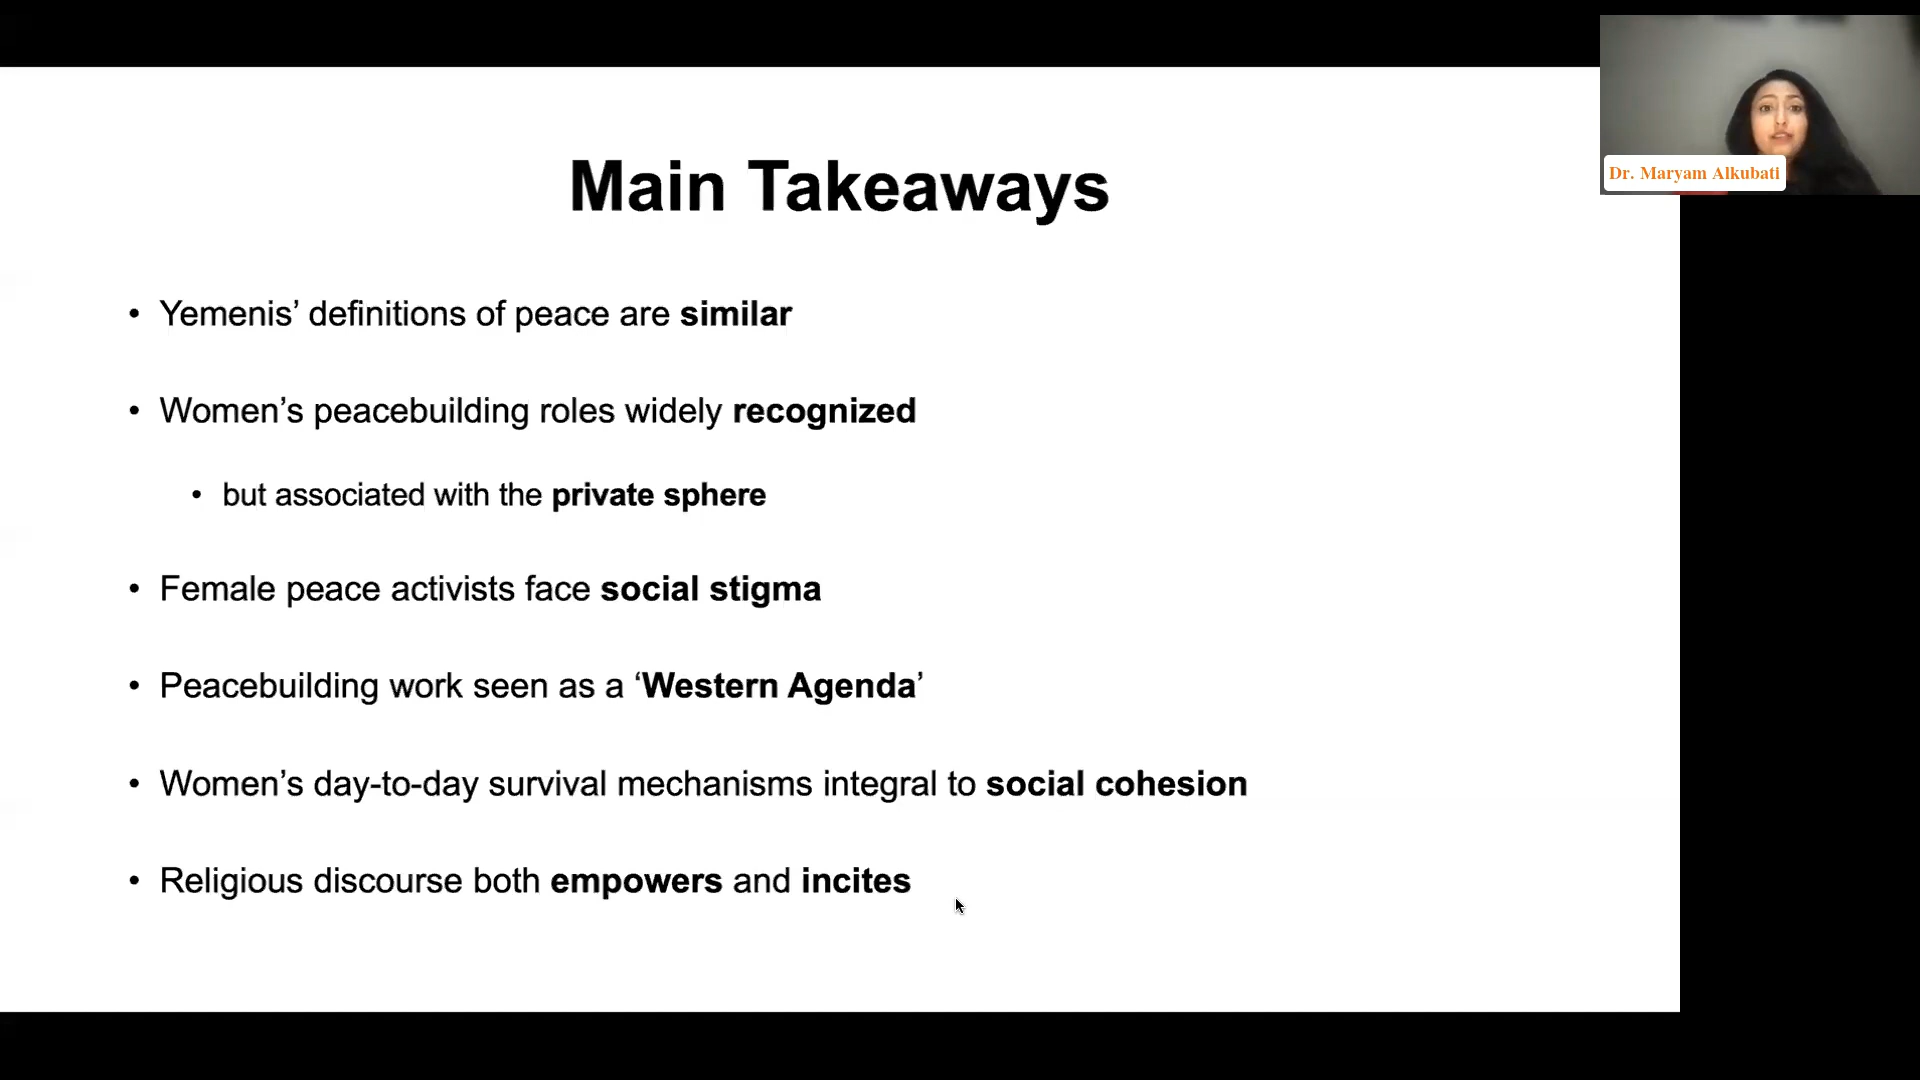 Dr. Maryam Alkubati
Main Takeaways
• Yemenis’ definitions of peace are similar
• Women’s peacebuilding roles widely recognized
• but associated with the private sphere
• Female peace activists face social stigma
• Peacebuilding work seen as a ‘Western Agenda’
• Women’s day-to-day survival mechanisms integral to social cohesion
• Religious discourse both empowers and incites